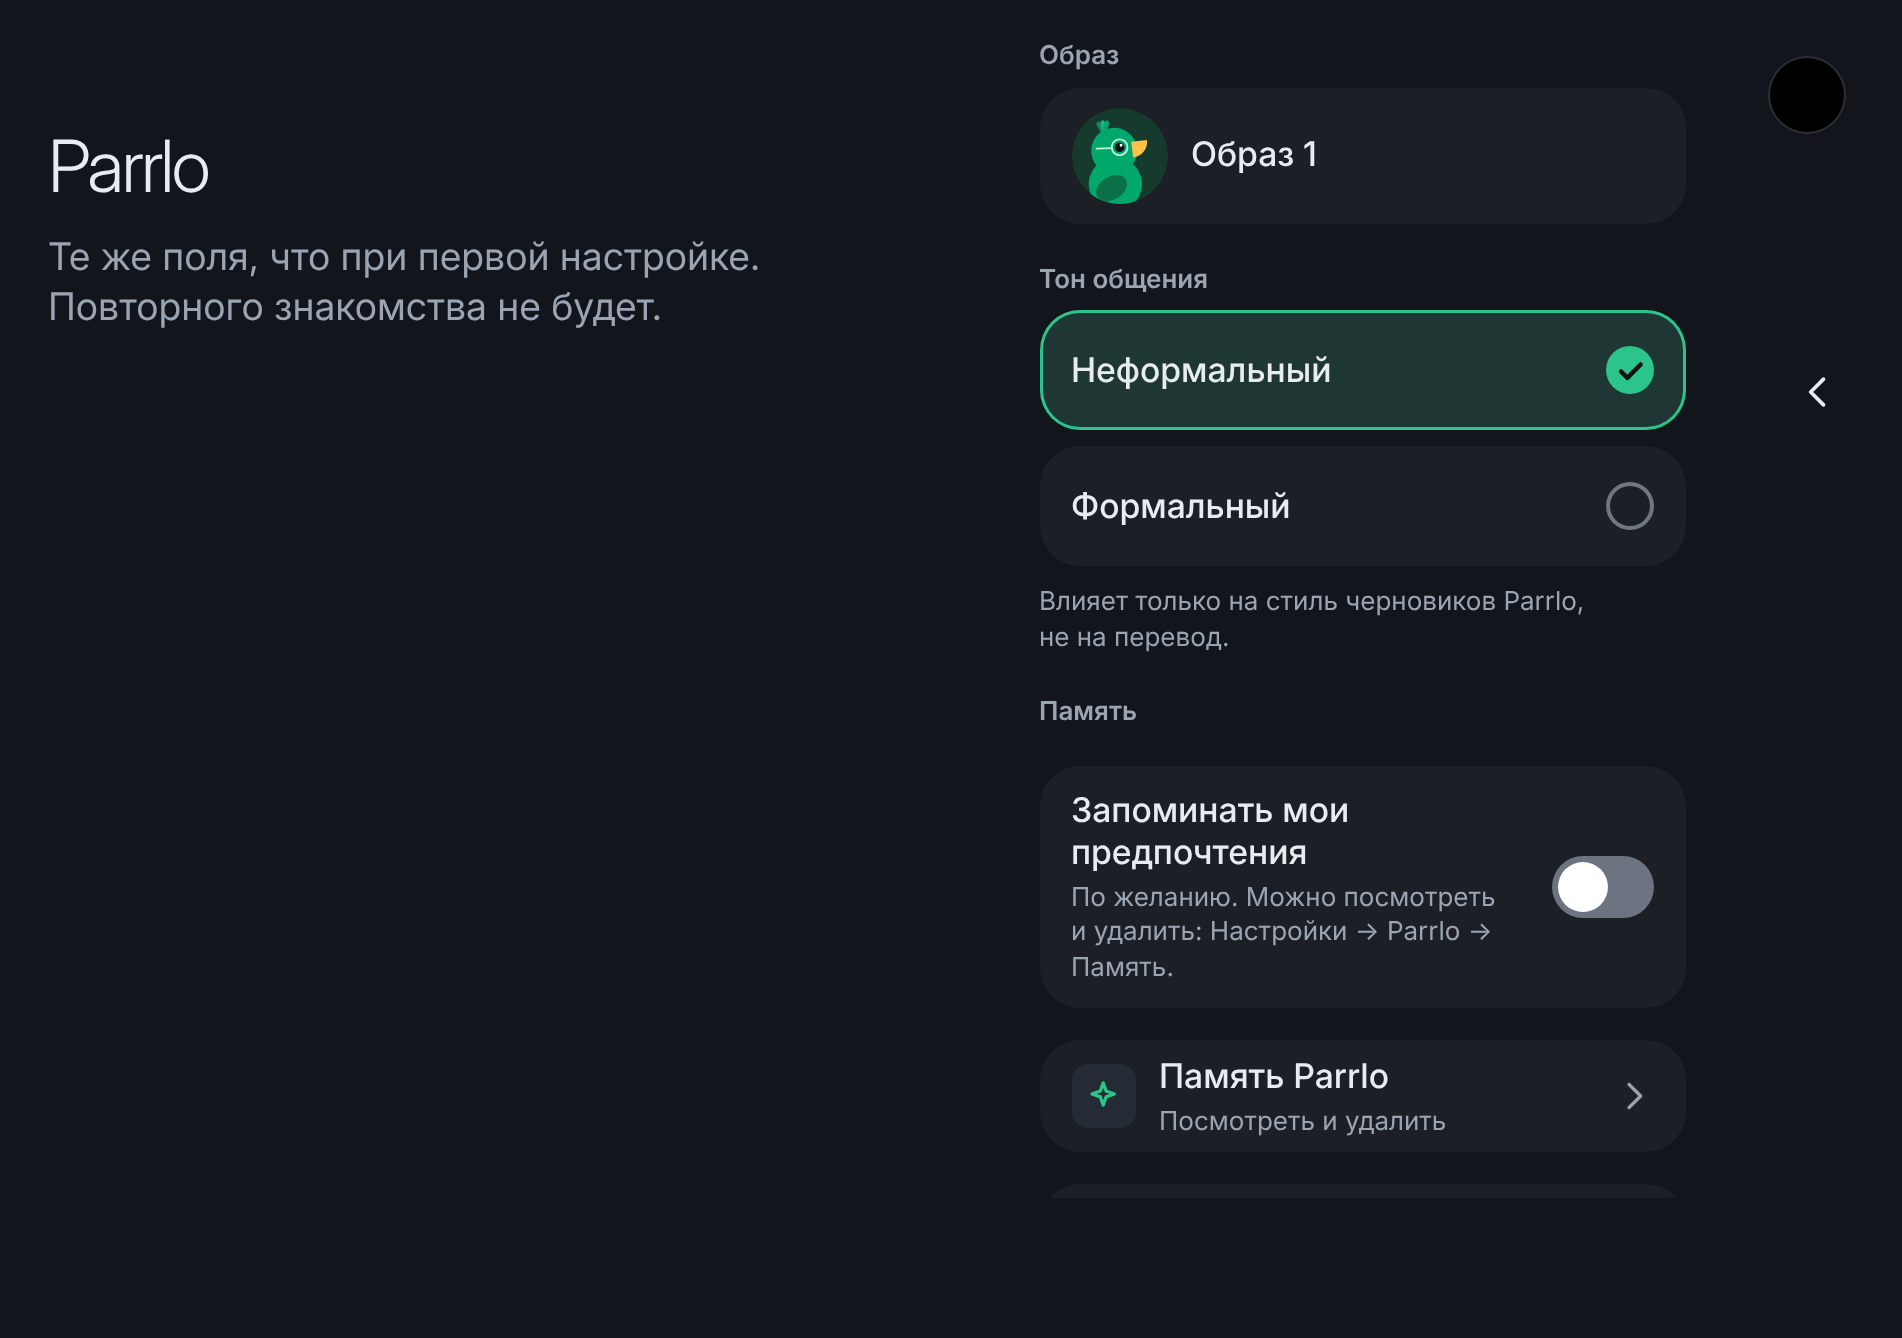 Parrlo
Те же поля, что при первой настройке.
Повторного знакомства не будет.
Образ
Образ 1
Тон общения
Неформальный
Формальный
Влияет только на стиль черновиков Parrlo,
не на перевод.
Память
Запоминать мои
предпочтения
По желанию. Можно посмотреть
и удалить: Настройки → Parrlo →
Память.
Память Parrlo
Посмотреть и удалить